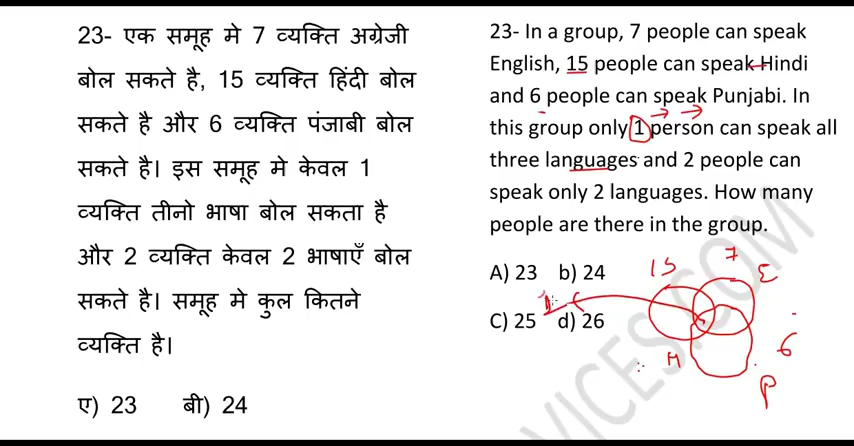 23- एक समूह मे 7 व्यक्ति अग्रेजी
बोल सकते है, 15 व्यक्ति हिंदी बोल
सकते है और 6 व्यक्ति पंजाबी बोल
सकते है। इस समूह मे केवल 1
व्यक्ति तीनो भाषा बोल सकता है
और 2 व्यक्ति केवल 2 भाषाएँ बोल
सकते है। समूह मे कुल कितने
व्यक्ति है।
ए) 23 बी) 24
23- In a group, 7 people can speak
English, 15 people can speak Hindi
and 6 people can speak Punjabi. In
this group only 1 person can speak all
three languages and 2 people can
speak only 2 languages. How many
people are there in the group.
A) 23 b) 24
C) 25 d) 26
15 7 E
H 6
P
VICES.COM